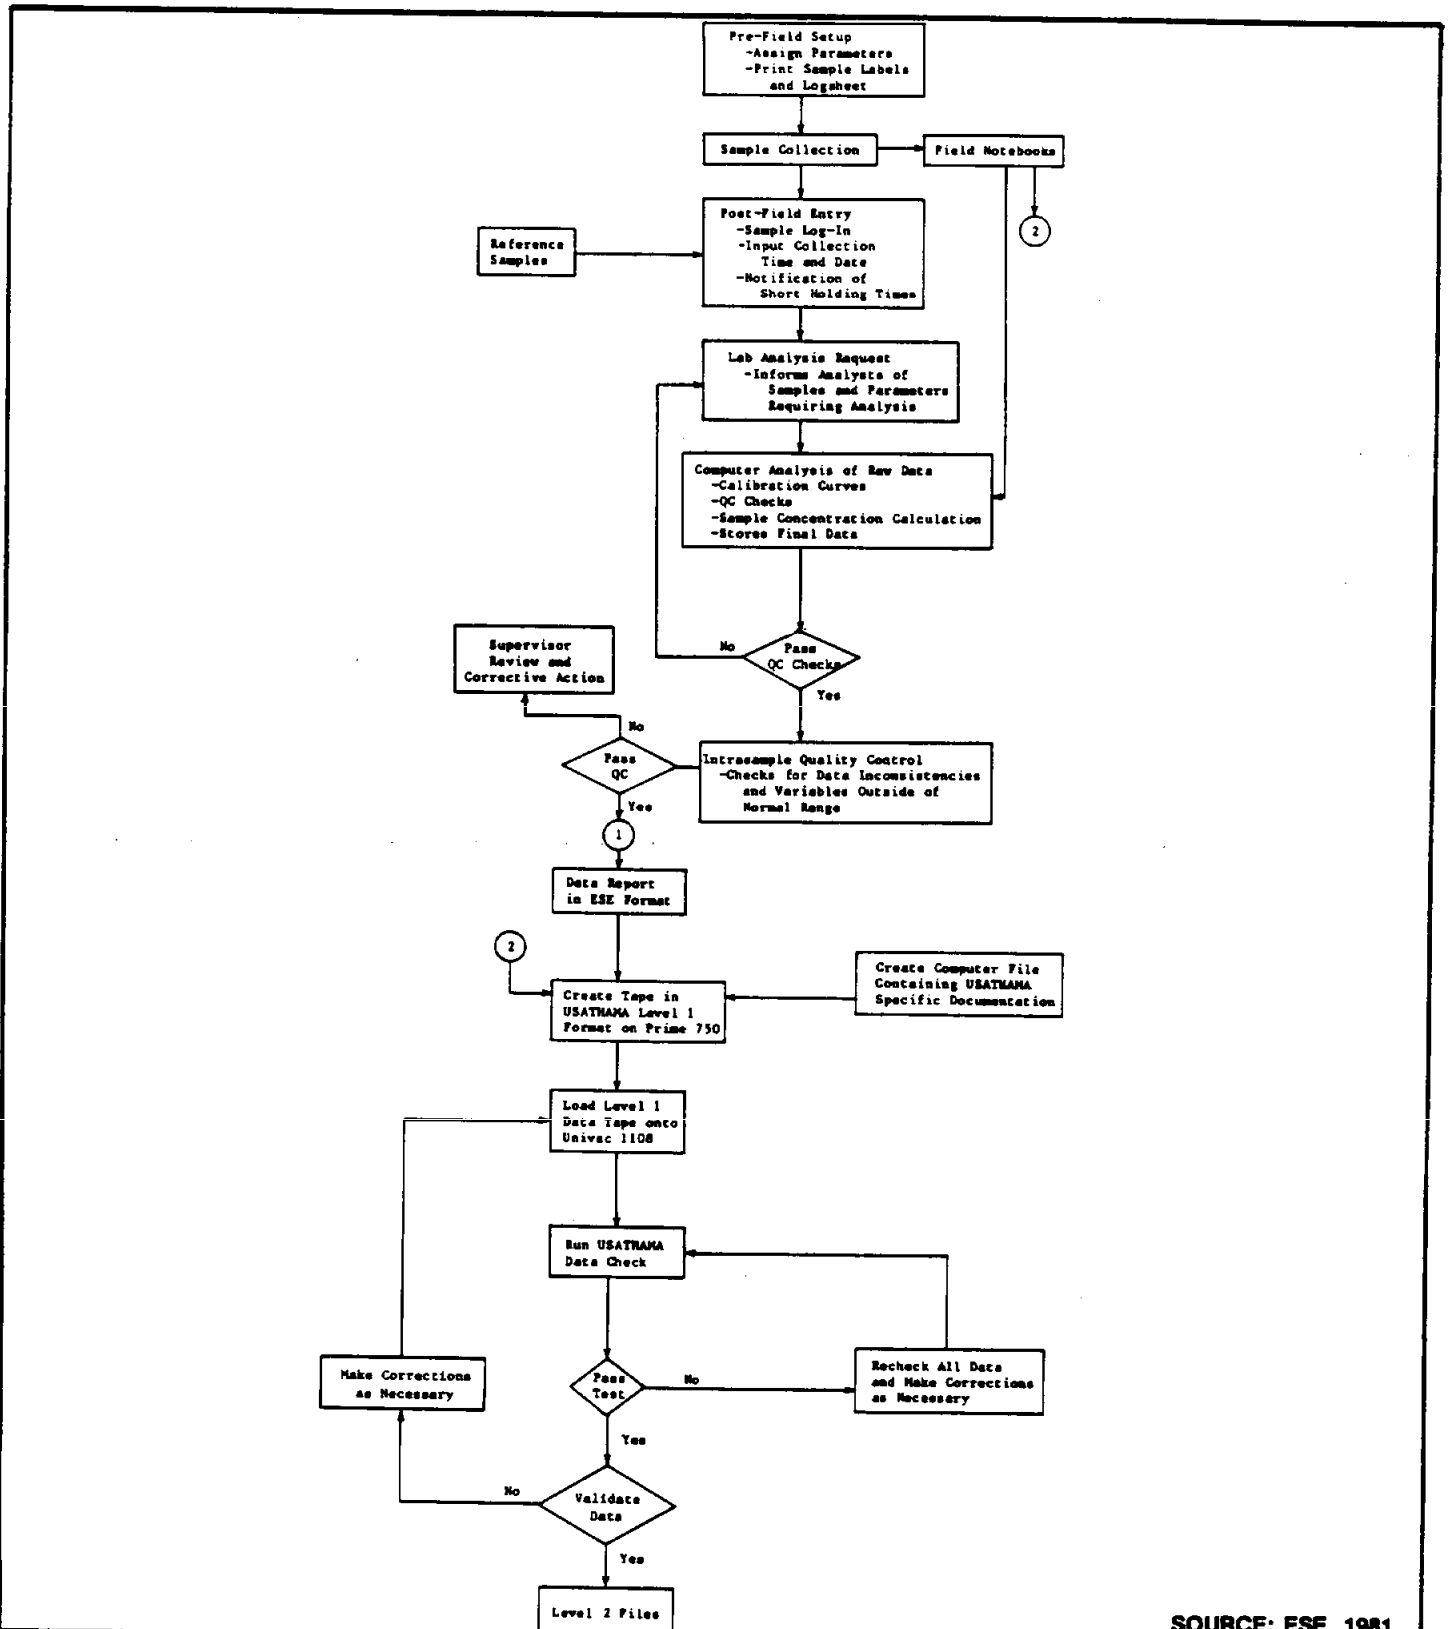 Pre-Field Setup
-Assign Parameters
-Print Sample Labels
and Logsheet
Sample Collection
Field Notebooks
2
Post-Field Entry
-Sample Log-In
-Input Collection
Time and Date
-Notification of
Short Holding Times
Reference
Samples
Lab Analysis Request
-Informs Analysts of
Samples and Parameters
Requiring Analysis
Computer Analysis of Raw Data
-Calibration Curves
-QC Checks
-Sample Concentration Calculation
-Stores Final Data
No
Pass
QC Checks
Yes
Supervisor
Review and
Corrective Action
No
Pass
QC
Yes
Intrasample Quality Control
-Checks for Data Inconsistencies
and Variables Outside of
Normal Range
1
Data Report
in ESE Format
2
Create Computer File
Containing USATHAMA
Specific Documentation
Create Tape in
USATHAMA Level 1
Format on Prime 750
Load Level 1
Data Tape onto
Univac 1108
Run USATHAMA
Data Check
Make Corrections
as Necessary
Pass
Test
No
Recheck All Data
and Make Corrections
as Necessary
Yes
No
Validate
Data
Yes
Level 2 Files
SOURCE: ESE, 1981